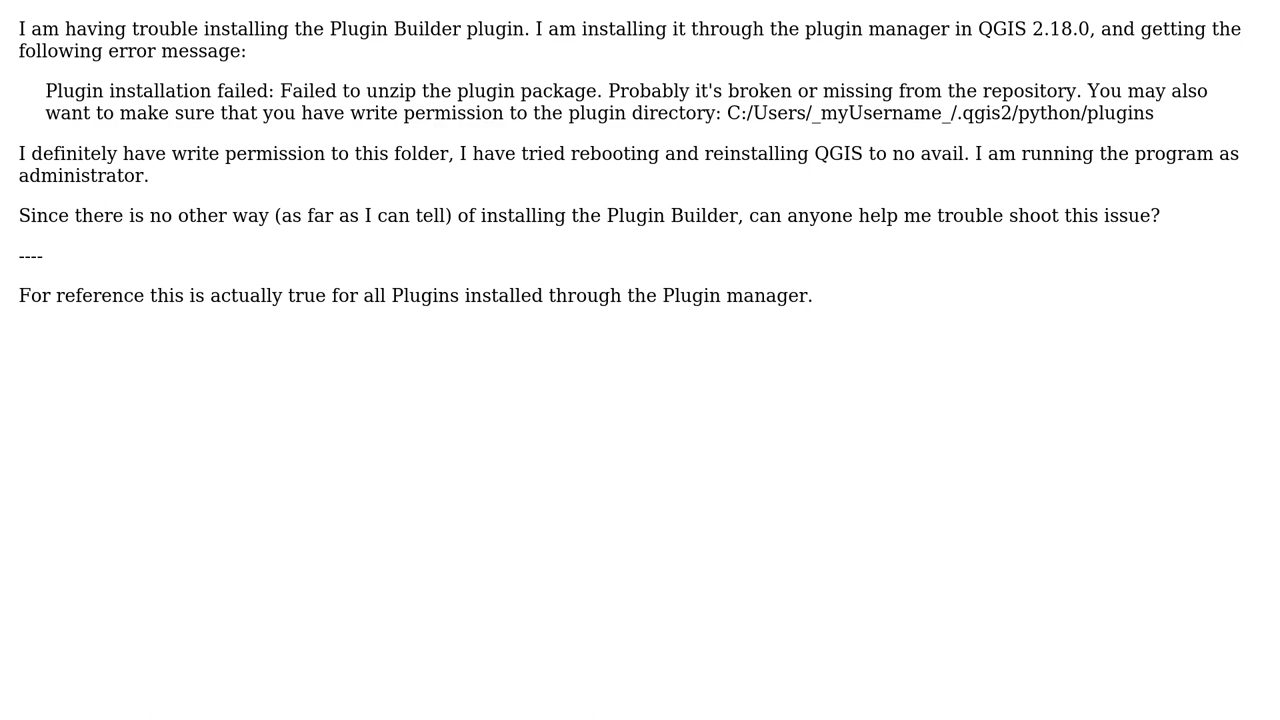 I am having trouble installing the Plugin Builder plugin. I am installing it through the plugin manager in QGIS 2.18.0, and getting the
following error message:
Plugin installation failed: Failed to unzip the plugin package. Probably it's broken or missing from the repository. You may also
want to make sure that you have write permission to the plugin directory: C:/Users/_myUsername_/.qgis2/python/plugins
I definitely have write permission to this folder, I have tried rebooting and reinstalling QGIS to no avail. I am running the program as
administrator.
Since there is no other way (as far as I can tell) of installing the Plugin Builder, can anyone help me trouble shoot this issue?
----
For reference this is actually true for all Plugins installed through the Plugin manager.